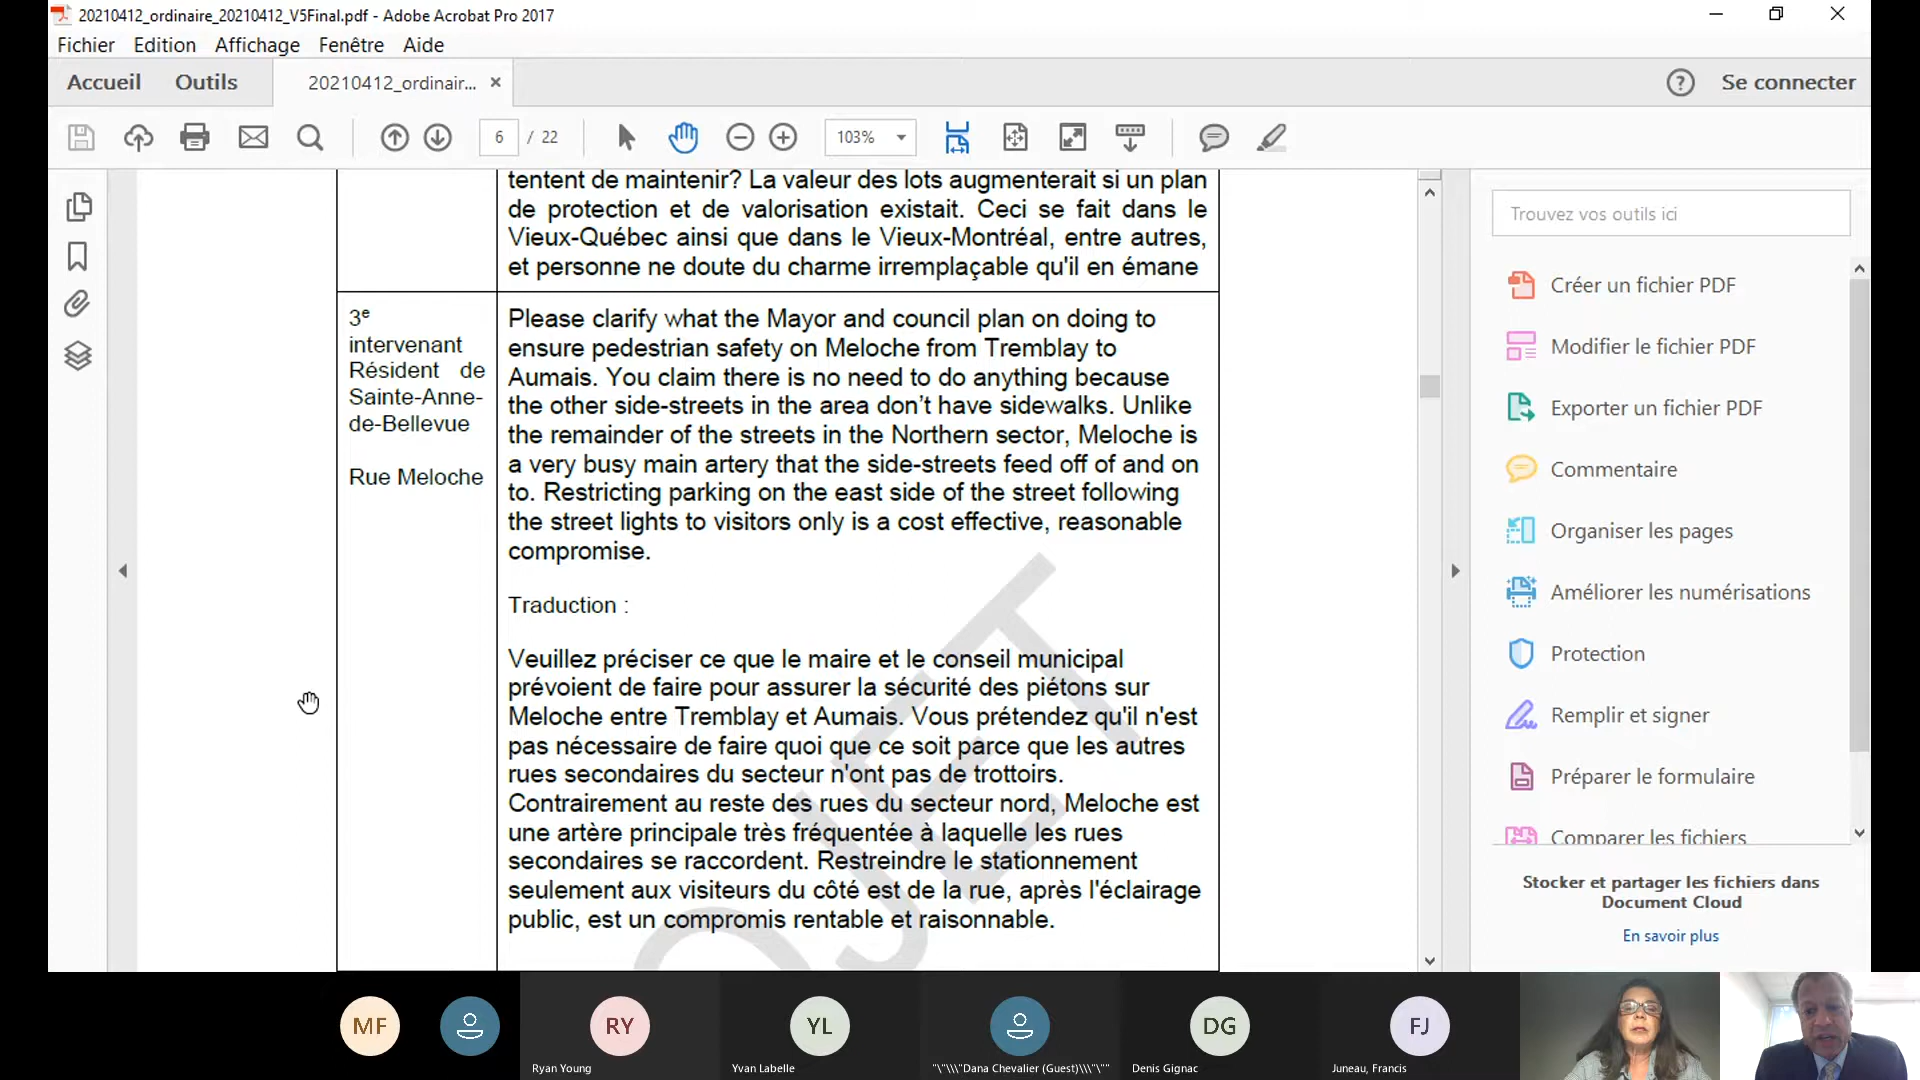 20210412_ordinaire_20210412_V5Final.pdf - Adobe Acrobat Pro 2017
Fichier Edition Affichage Fenêtre Aide
Accueil Outils 20210412_ordinair... × ? Se connecter
6 / 22 103%
tentent de maintenir? La valeur des lots augmenterait si un plan
de protection et de valorisation existait. Ceci se fait dans le
Vieux-Québec ainsi que dans le Vieux-Montréal, entre autres,
et personne ne doute du charme irremplaçable qu'il en émane
3e
intervenant
Résident de
Sainte-Anne-
de-Bellevue
Rue Meloche
Please clarify what the Mayor and council plan on doing to
ensure pedestrian safety on Meloche from Tremblay to
Aumais. You claim there is no need to do anything because
the other side-streets in the area don’t have sidewalks. Unlike
the remainder of the streets in the Northern sector, Meloche is
a very busy main artery that the side-streets feed off of and on
to. Restricting parking on the east side of the street following
the street lights to visitors only is a cost effective, reasonable
compromise.
Traduction :
Veuillez préciser ce que le maire et le conseil municipal
prévoient de faire pour assurer la sécurité des piétons sur
Meloche entre Tremblay et Aumais. Vous prétendez qu'il n'est
pas nécessaire de faire quoi que ce soit parce que les autres
rues secondaires du secteur n'ont pas de trottoirs.
Contrairement au reste des rues du secteur nord, Meloche est
une artère principale très fréquentée à laquelle les rues
secondaires se raccordent. Restreindre le stationnement
seulement aux visiteurs du côté est de la rue, après l'éclairage
public, est un compromis rentable et raisonnable.
OJET
Trouvez vos outils ici
Créer un fichier PDF
Modifier le fichier PDF
Exporter un fichier PDF
Commentaire
Organiser les pages
Améliorer les numérisations
Protection
Remplir et signer
Préparer le formulaire
Comparer les fichiers
Stocker et partager les fichiers dans
Document Cloud
En savoir plus
MF RY YL DG FJ
Ryan Young
Yvan Labelle
"\"\\\"Dana Chevalier (Guest)\\\"\""
Denis Gignac
Juneau, Francis